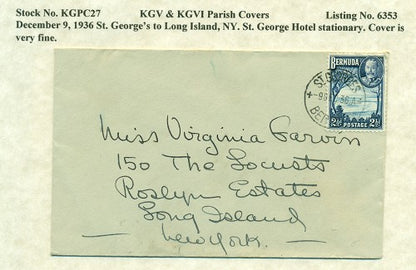 Stock No. KGPC27 KGV & KGVI Parish Covers Listing No. 6353
December 9, 1936 St. George's to Long Island, NY. St. George Hotel stationary. Cover is
very fine.
BERMUDA
ST. GEORGES
2½ POSTAGE 2½
Miss Virginia Garvin
150 The Locusts
Roslyn Estates
Long Island
— New York. —